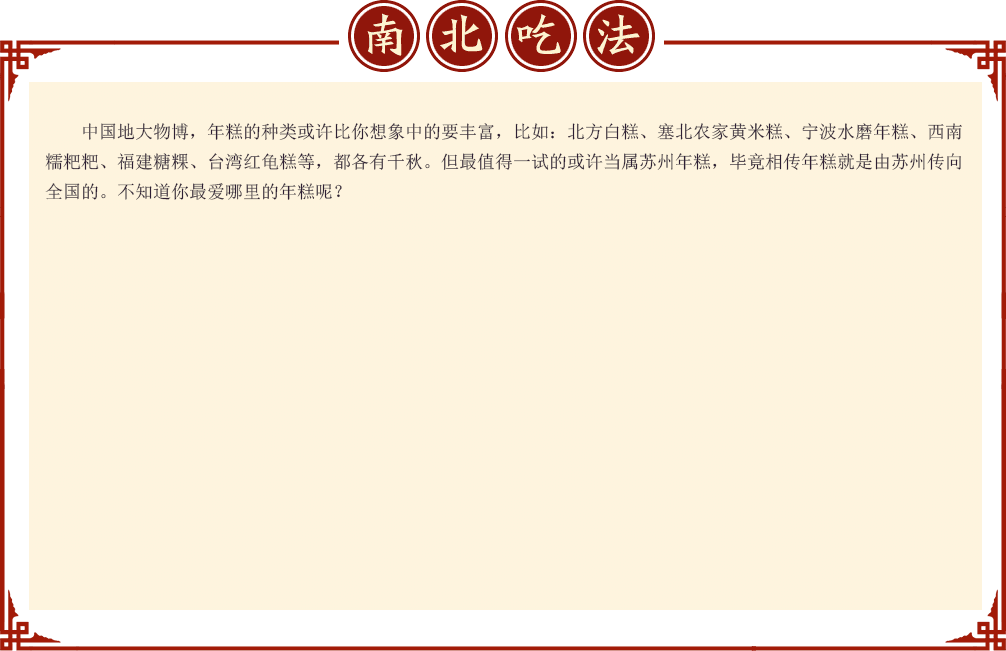 南北吃法
中国地大物博，年糕的种类或许比你想象中的要丰富，比如：北方白糕、塞北农家黄米糕、宁波水磨年糕、西南
糯粑粑、福建糖粿、台湾红龟糕等，都各有千秋。但最值得一试的或许当属苏州年糕，毕竟相传年糕就是由苏州传向
全国的。不知道你最爱哪里的年糕呢？